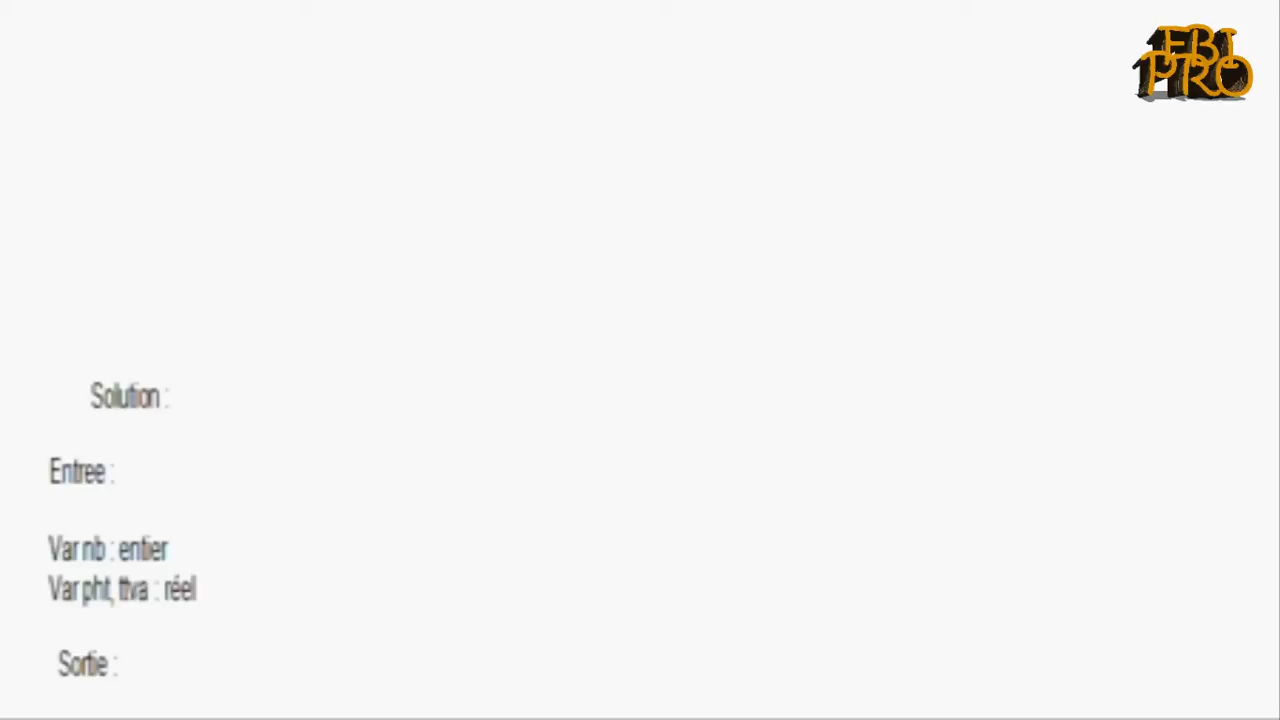 FBI
PRO
Solution :
Entree :
Var nb : entier
Var pht, ttva : réel
Sortie :